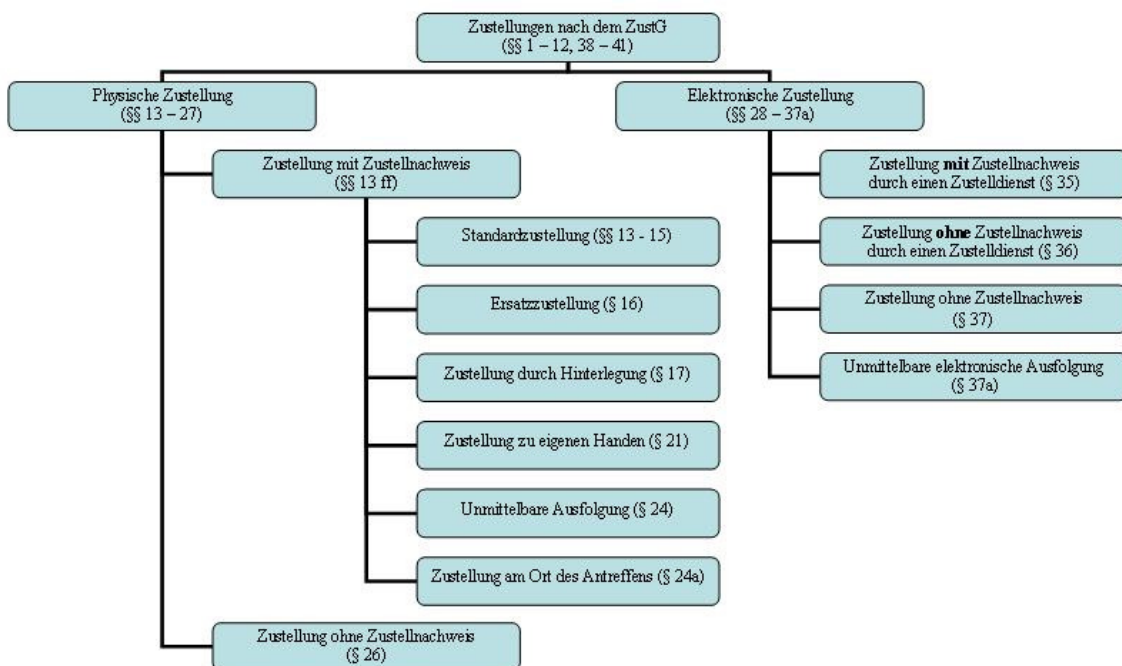 Zustellungen nach dem ZustG
(§§ 1 – 12, 38 – 41)
Physische Zustellung
(§§ 13 – 27)
Zustellung mit Zustellnachweis
(§§ 13 ff)
Standardzustellung (§§ 13 - 15)
Ersatzzustellung (§ 16)
Zustellung durch Hinterlegung (§ 17)
Zustellung zu eigenen Handen (§ 21)
Unmittelbare Ausfolgung (§ 24)
Zustellung am Ort des Antreffens (§ 24a)
Zustellung ohne Zustellnachweis
(§ 26)
Elektronische Zustellung
(§§ 28 – 37a)
Zustellung mit Zustellnachweis
durch einen Zustelldienst (§ 35)
Zustellung ohne Zustellnachweis
durch einen Zustelldienst (§ 36)
Zustellung ohne Zustellnachweis
(§ 37)
Unmittelbare elektronische Ausfolgung
(§ 37a)